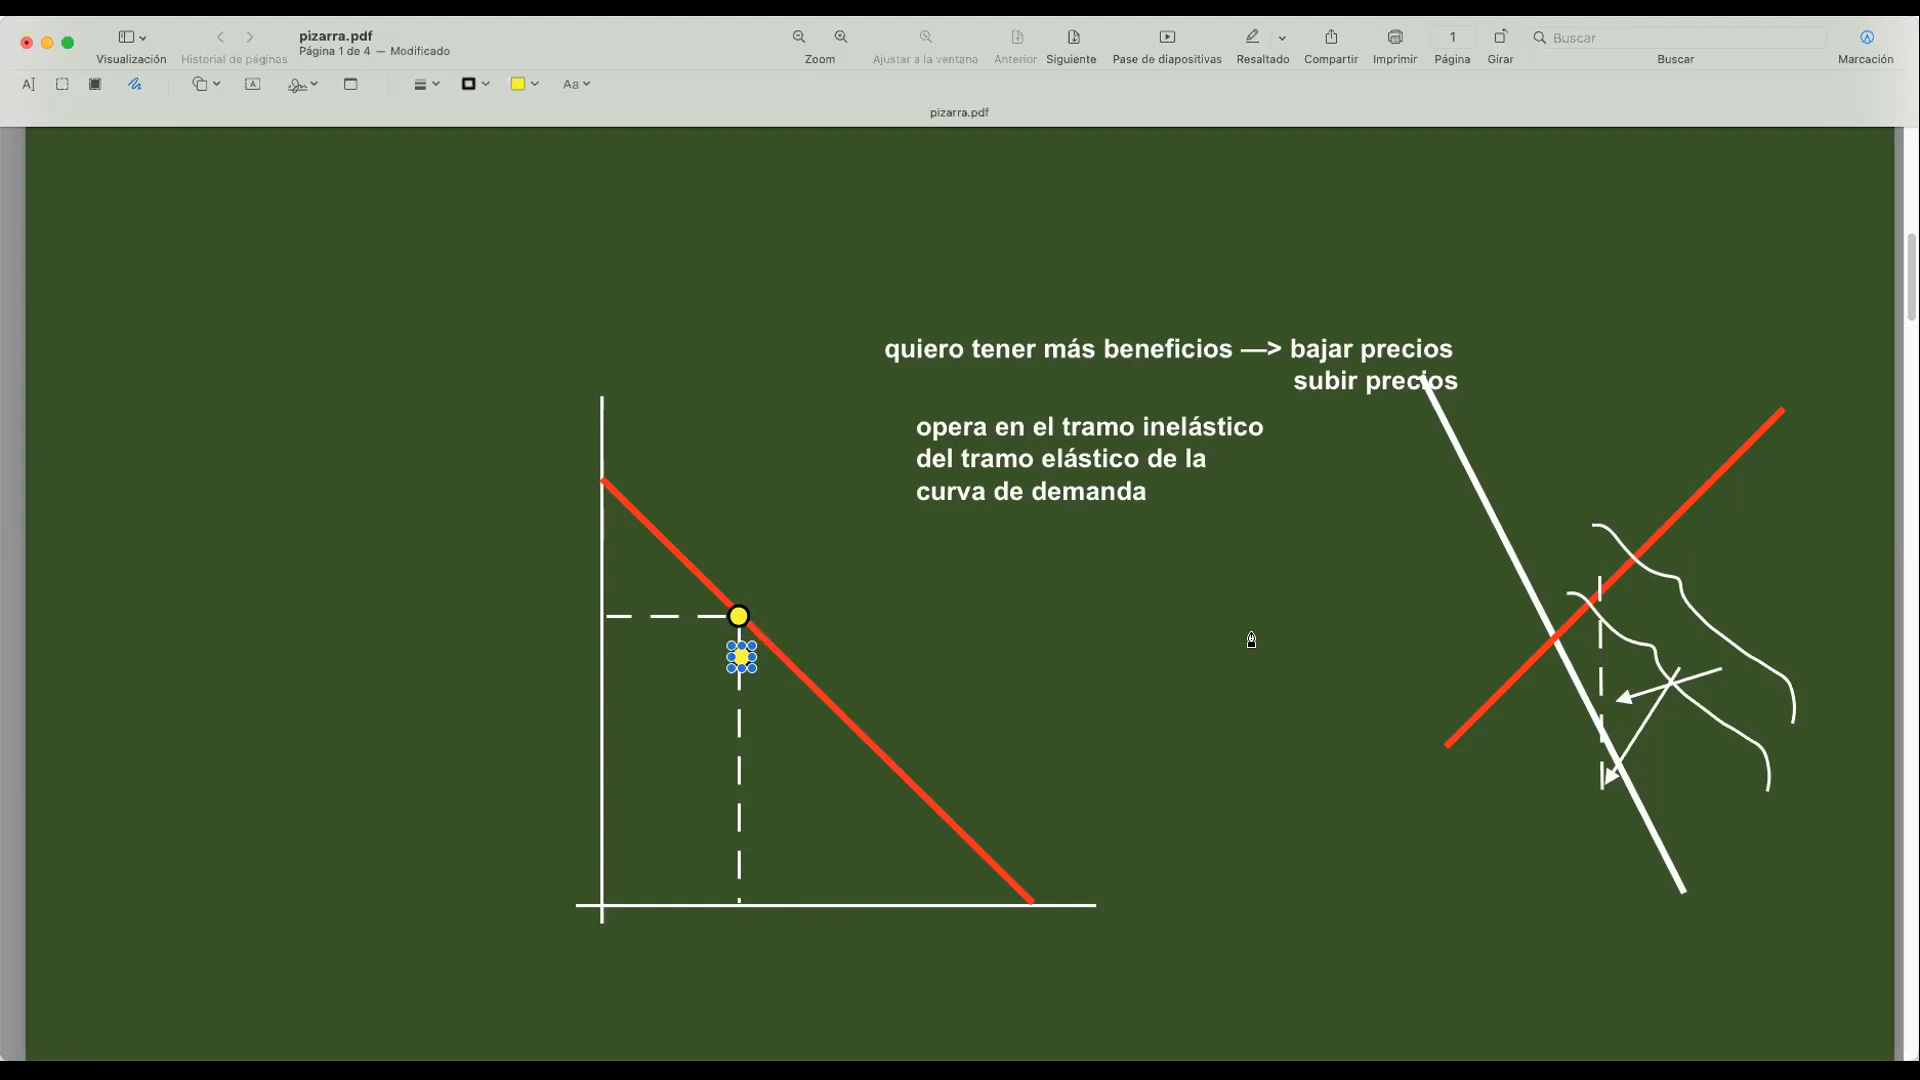 pizarra.pdf
Página 1 de 4 — Modificado
Visualización
Historial de páginas
Zoom
Ajustar a la ventana
Anterior
Siguiente
Pase de diapositivas
Resaltado
Compartir
Imprimir
1
Página
Girar
Buscar
Buscar
Marcación
A
A
Aa
pizarra.pdf
quiero tener más beneficios —> bajar precios
subir precios
opera en el tramo inelástico
del tramo elástico de la
curva de demanda